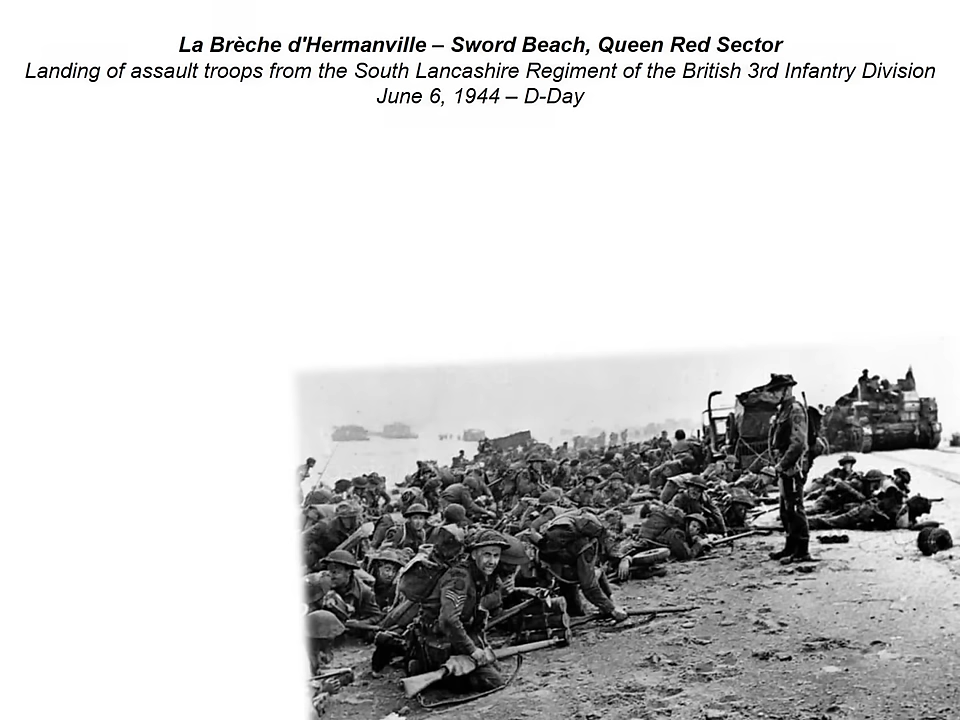 La Brèche d'Hermanville – Sword Beach, Queen Red Sector
Landing of assault troops from the South Lancashire Regiment of the British 3rd Infantry Division
June 6, 1944 – D-Day